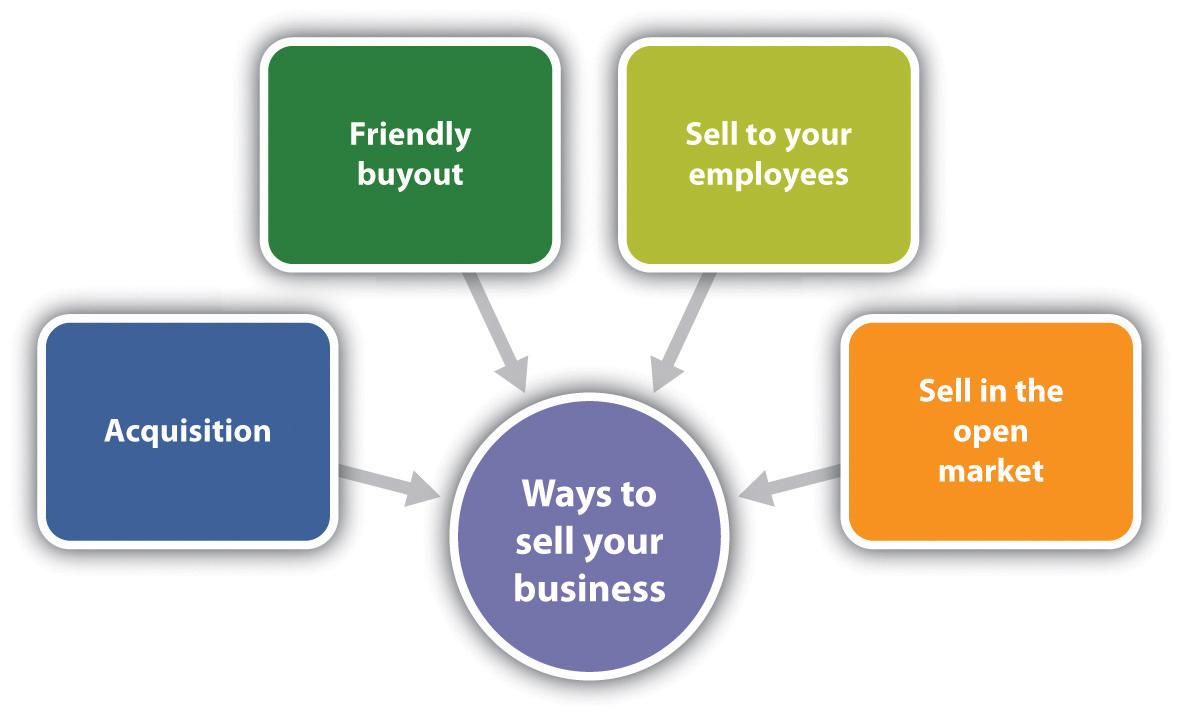 Friendly
buyout
Sell to your
employees
Acquisition
Sell in the
open
market
Ways to
sell your
business